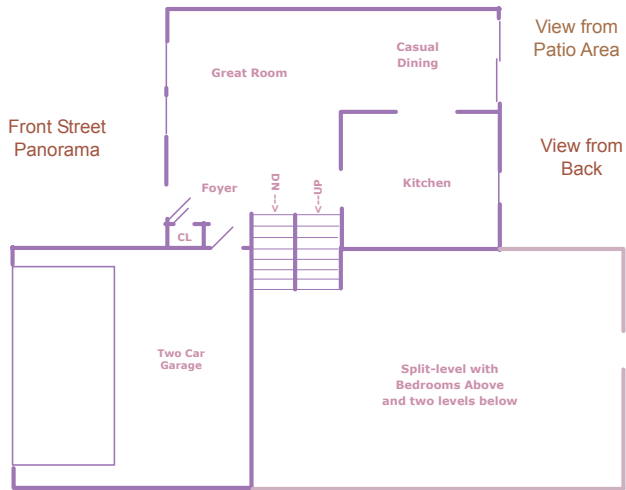 View from
Patio Area
Casual
Dining
Great Room
Front Street
Panorama
View from
Back
Kitchen
Foyer
DN-->
<--UP
CL
Two Car
Garage
Split-level with
Bedrooms Above
and two levels below